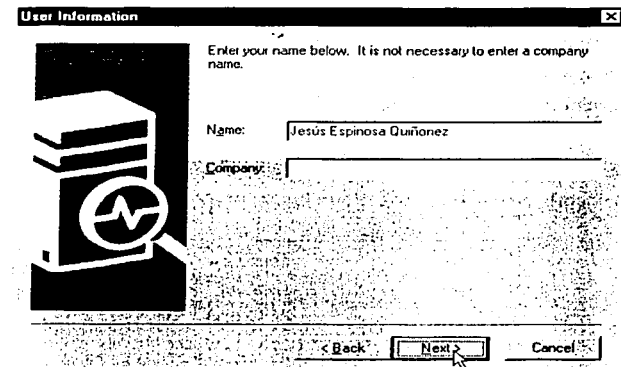 User Information
Enter your name below. It is not necessary to enter a company
name.
Name: Jesús Espinosa Quiñonez
Company:
< Back Next > Cancel